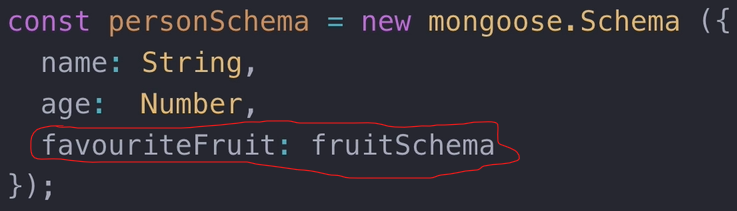 const personSchema = new mongoose.Schema ({
name: String,
age: Number,
favouriteFruit: fruitSchema
});